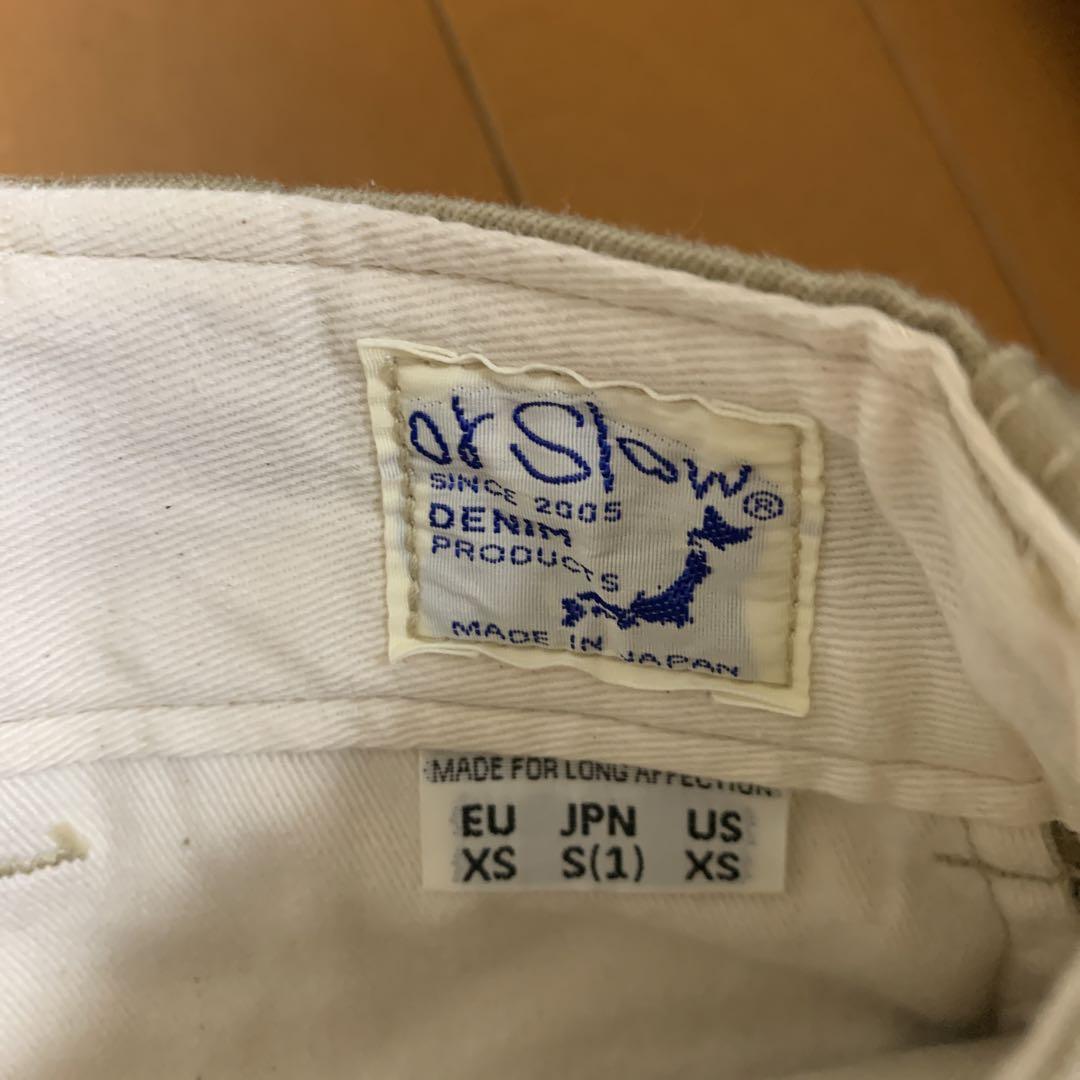 or Slow®
SINCE 2005
DENIM
PRODUCTS
MADE IN JAPAN
MADE FOR LONG AFFECTION
EU JPN US
XS S(1) XS